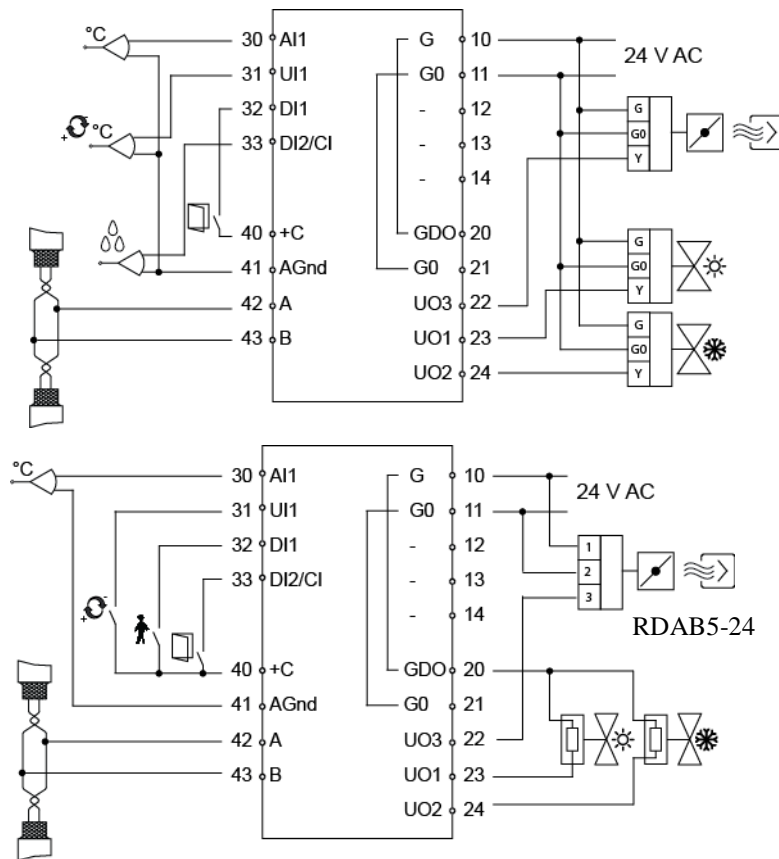 °C
30 AI1 G 10
24 V AC
31 UI1 G0 11
32 DI1 - 12
G
+ - °C
33 DI2/CI - 13
G0
- 14
Y
40 +C GDO 20
G
41 AGnd G0 21
G0
42 A UO3 22
Y
43 B UO1 23
G
G0
UO2 24
Y
°C
30 AI1 G 10
24 V AC
31 UI1 G0 11
32 DI1 - 12
1
33 DI2/CI - 13
2
+ -
3
- 14
RDAB5-24
40 +C GDO 20
41 AGnd G0 21
42 A UO3 22
43 B UO1 23
UO2 24